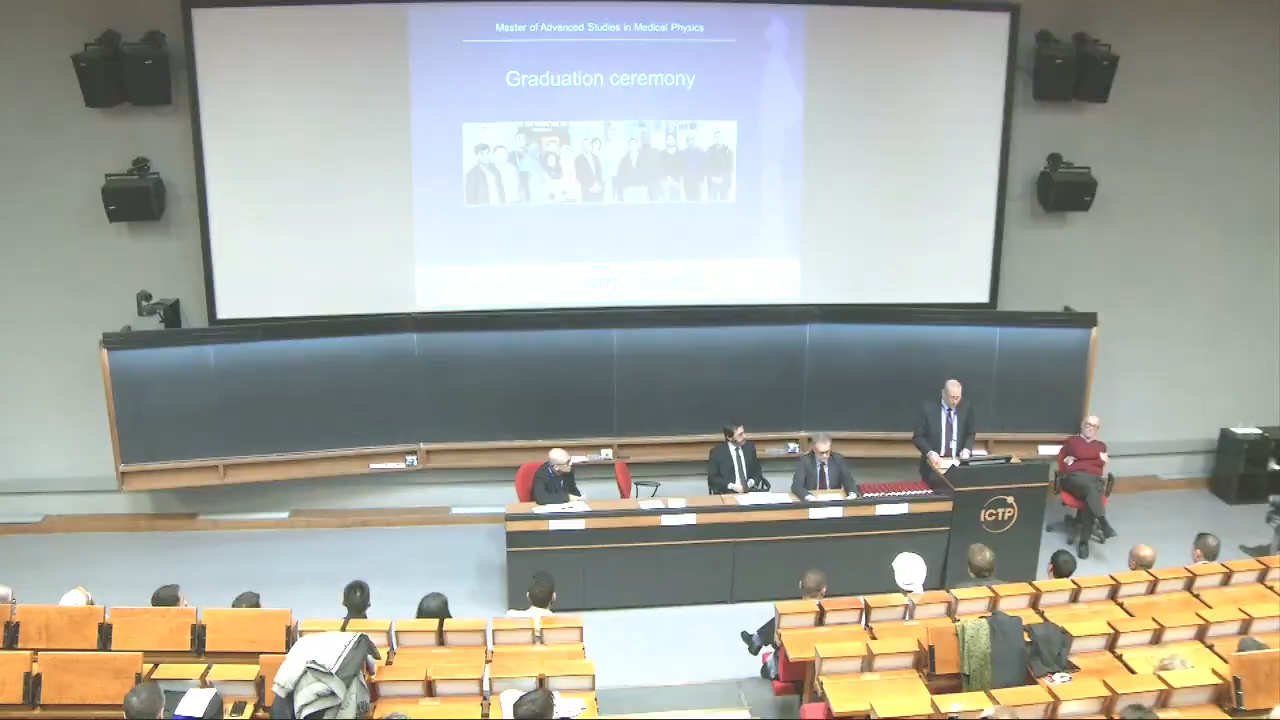 Master of Advanced Studies in Medical Physics
Graduation ceremony
ICTP